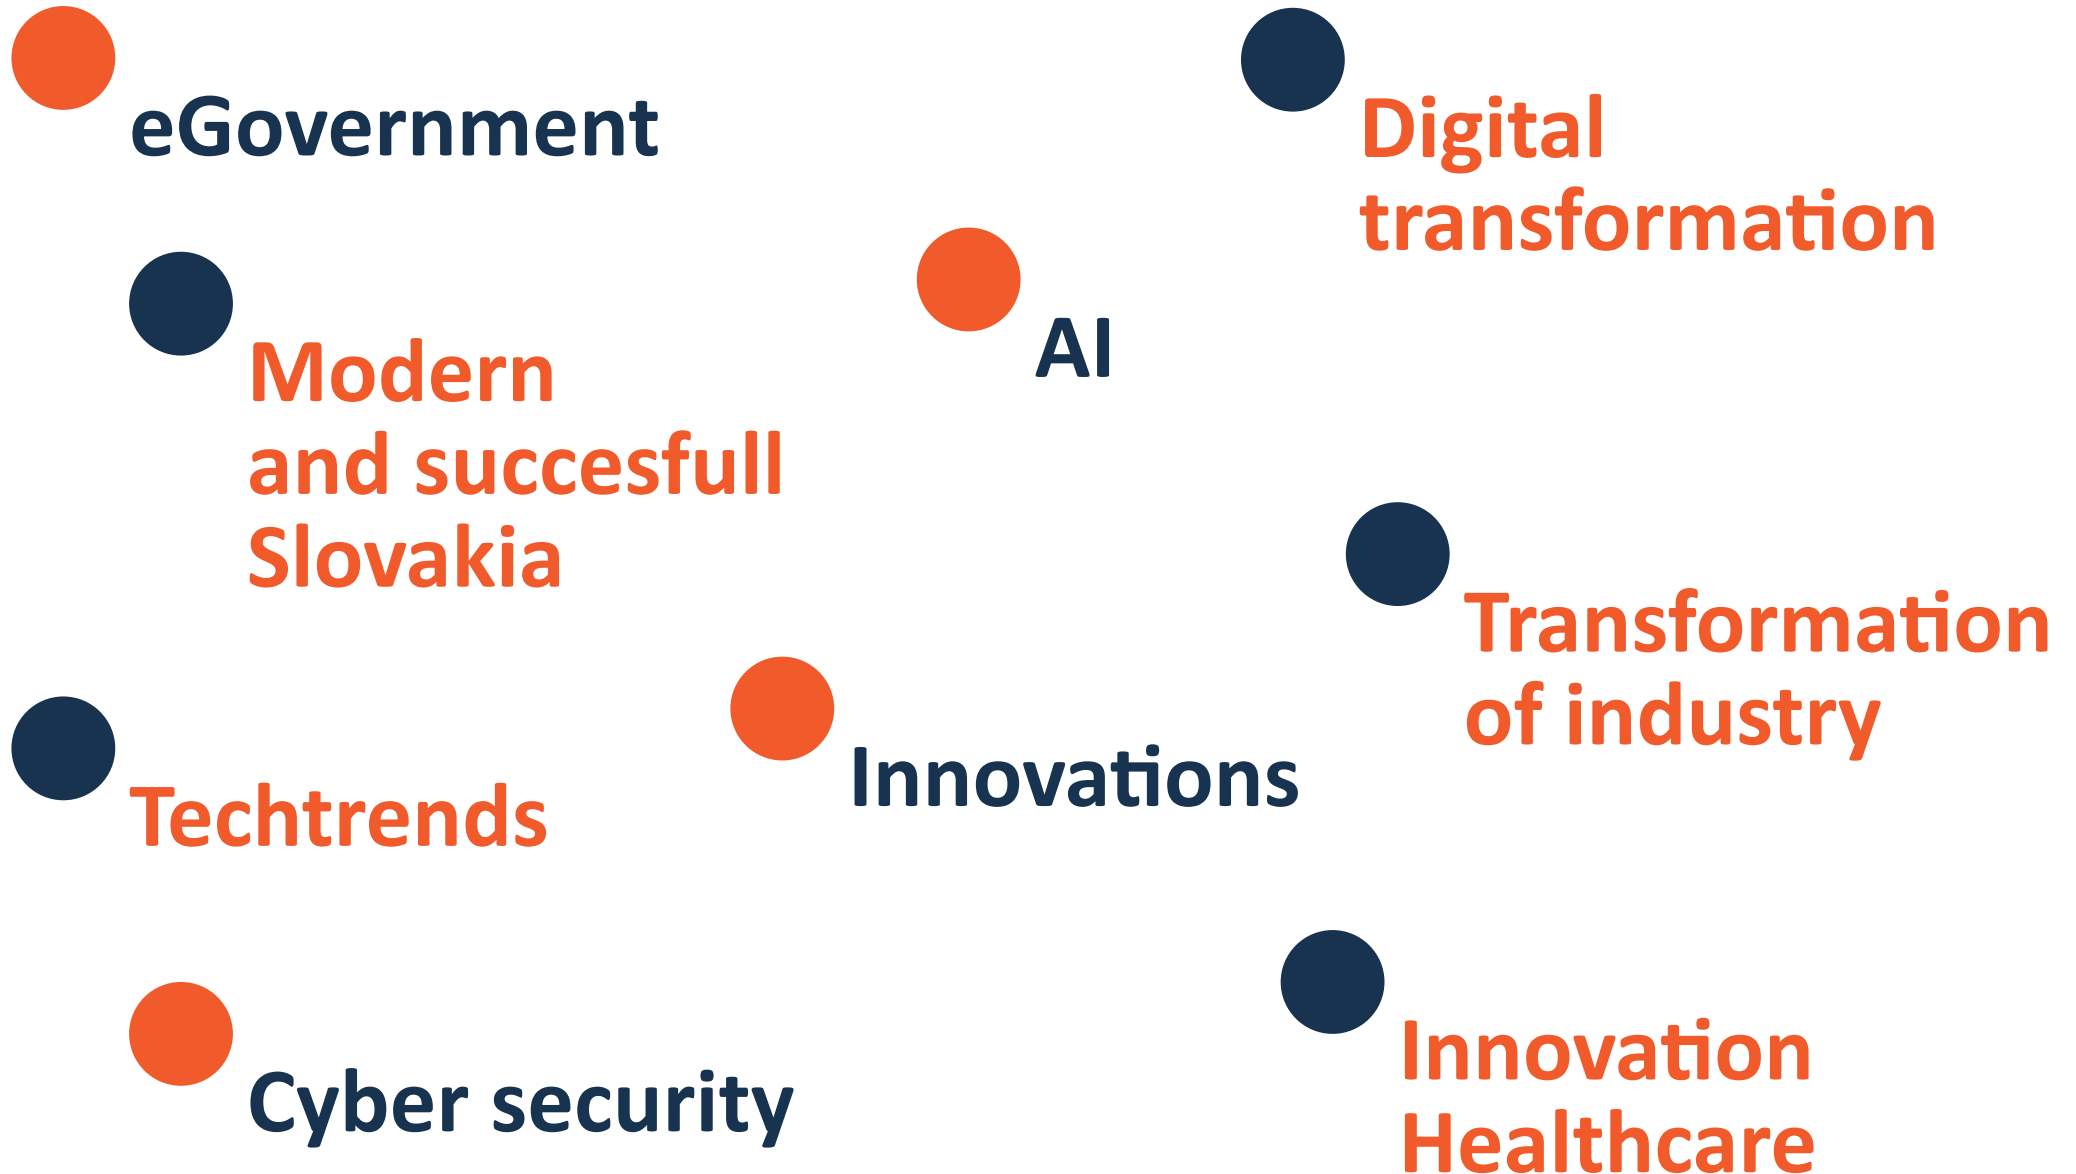 eGovernment
Digital
transformation
AI
Modern
and succesfull
Slovakia
Transformation
of industry
Innovations
Techtrends
Innovation
Healthcare
Cyber security